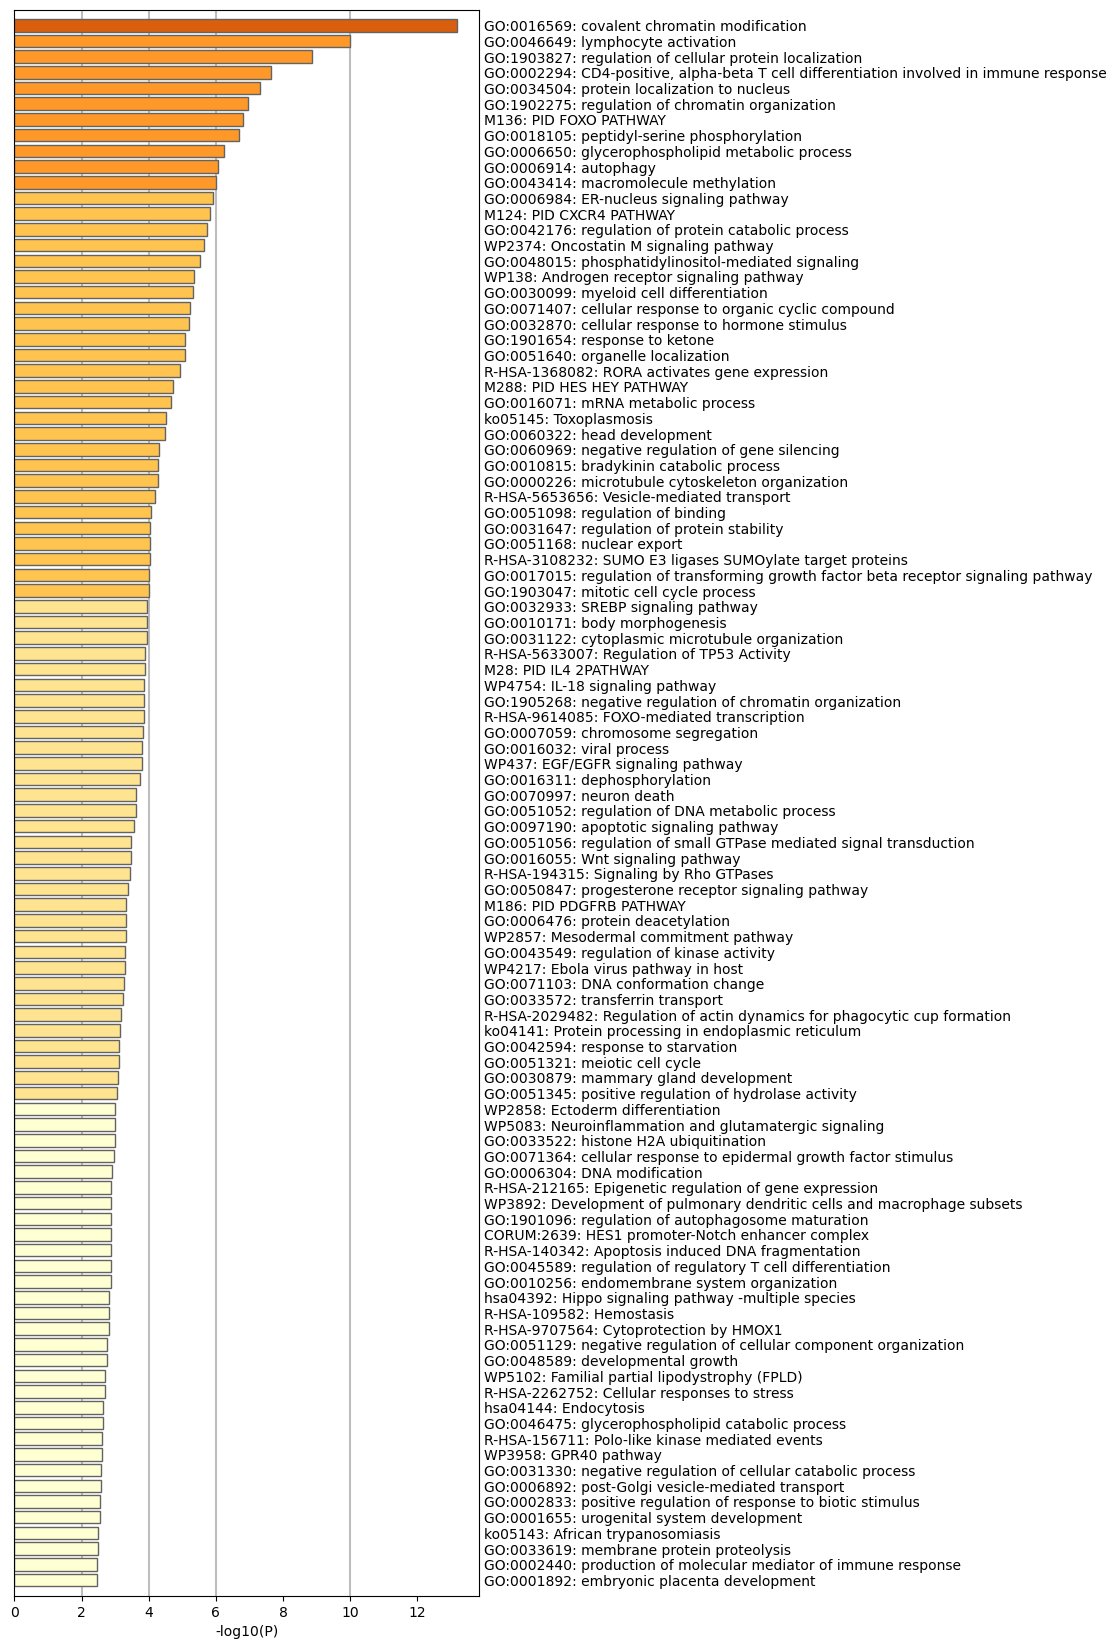 GO:0016569: covalent chromatin modification
GO:0046649: lymphocyte activation
GO:1903827: regulation of cellular protein localization
GO:0002294: CD4-positive, alpha-beta T cell differentiation involved in immune response
GO:0034504: protein localization to nucleus
GO:1902275: regulation of chromatin organization
M136: PID FOXO PATHWAY
GO:0018105: peptidyl-serine phosphorylation
GO:0006650: glycerophospholipid metabolic process
GO:0006914: autophagy
GO:0043414: macromolecule methylation
GO:0006984: ER-nucleus signaling pathway
M124: PID CXCR4 PATHWAY
GO:0042176: regulation of protein catabolic process
WP2374: Oncostatin M signaling pathway
GO:0048015: phosphatidylinositol-mediated signaling
WP138: Androgen receptor signaling pathway
GO:0030099: myeloid cell differentiation
GO:0071407: cellular response to organic cyclic compound
GO:0032870: cellular response to hormone stimulus
GO:1901654: response to ketone
GO:0051640: organelle localization
R-HSA-1368082: RORA activates gene expression
M288: PID HES HEY PATHWAY
GO:0016071: mRNA metabolic process
ko05145: Toxoplasmosis
GO:0060322: head development
GO:0060969: negative regulation of gene silencing
GO:0010815: bradykinin catabolic process
GO:0000226: microtubule cytoskeleton organization
R-HSA-5653656: Vesicle-mediated transport
GO:0051098: regulation of binding
GO:0031647: regulation of protein stability
GO:0051168: nuclear export
R-HSA-3108232: SUMO E3 ligases SUMOylate target proteins
GO:0017015: regulation of transforming growth factor beta receptor signaling pathway
GO:1903047: mitotic cell cycle process
GO:0032933: SREBP signaling pathway
GO:0010171: body morphogenesis
GO:0031122: cytoplasmic microtubule organization
R-HSA-5633007: Regulation of TP53 Activity
M28: PID IL4 2PATHWAY
WP4754: IL-18 signaling pathway
GO:1905268: negative regulation of chromatin organization
R-HSA-9614085: FOXO-mediated transcription
GO:0007059: chromosome segregation
GO:0016032: viral process
WP437: EGF/EGFR signaling pathway
GO:0016311: dephosphorylation
GO:0070997: neuron death
GO:0051052: regulation of DNA metabolic process
GO:0097190: apoptotic signaling pathway
GO:0051056: regulation of small GTPase mediated signal transduction
GO:0016055: Wnt signaling pathway
R-HSA-194315: Signaling by Rho GTPases
GO:0050847: progesterone receptor signaling pathway
M186: PID PDGFRB PATHWAY
GO:0006476: protein deacetylation
WP2857: Mesodermal commitment pathway
GO:0043549: regulation of kinase activity
WP4217: Ebola virus pathway in host
GO:0071103: DNA conformation change
GO:0033572: transferrin transport
R-HSA-2029482: Regulation of actin dynamics for phagocytic cup formation
ko04141: Protein processing in endoplasmic reticulum
GO:0042594: response to starvation
GO:0051321: meiotic cell cycle
GO:0030879: mammary gland development
GO:0051345: positive regulation of hydrolase activity
WP2858: Ectoderm differentiation
WP5083: Neuroinflammation and glutamatergic signaling
GO:0033522: histone H2A ubiquitination
GO:0071364: cellular response to epidermal growth factor stimulus
GO:0006304: DNA modification
R-HSA-212165: Epigenetic regulation of gene expression
WP3892: Development of pulmonary dendritic cells and macrophage subsets
GO:1901096: regulation of autophagosome maturation
CORUM:2639: HES1 promoter-Notch enhancer complex
R-HSA-140342: Apoptosis induced DNA fragmentation
GO:0045589: regulation of regulatory T cell differentiation
GO:0010256: endomembrane system organization
hsa04392: Hippo signaling pathway -multiple species
R-HSA-109582: Hemostasis
R-HSA-9707564: Cytoprotection by HMOX1
GO:0051129: negative regulation of cellular component organization
GO:0048589: developmental growth
WP5102: Familial partial lipodystrophy (FPLD)
R-HSA-2262752: Cellular responses to stress
hsa04144: Endocytosis
GO:0046475: glycerophospholipid catabolic process
R-HSA-156711: Polo-like kinase mediated events
WP3958: GPR40 pathway
GO:0031330: negative regulation of cellular catabolic process
GO:0006892: post-Golgi vesicle-mediated transport
GO:0002833: positive regulation of response to biotic stimulus
GO:0001655: urogenital system development
ko05143: African trypanosomiasis
GO:0033619: membrane protein proteolysis
GO:0002440: production of molecular mediator of immune response
GO:0001892: embryonic placenta development
0 2 4 6 8 10 12
-log10(P)